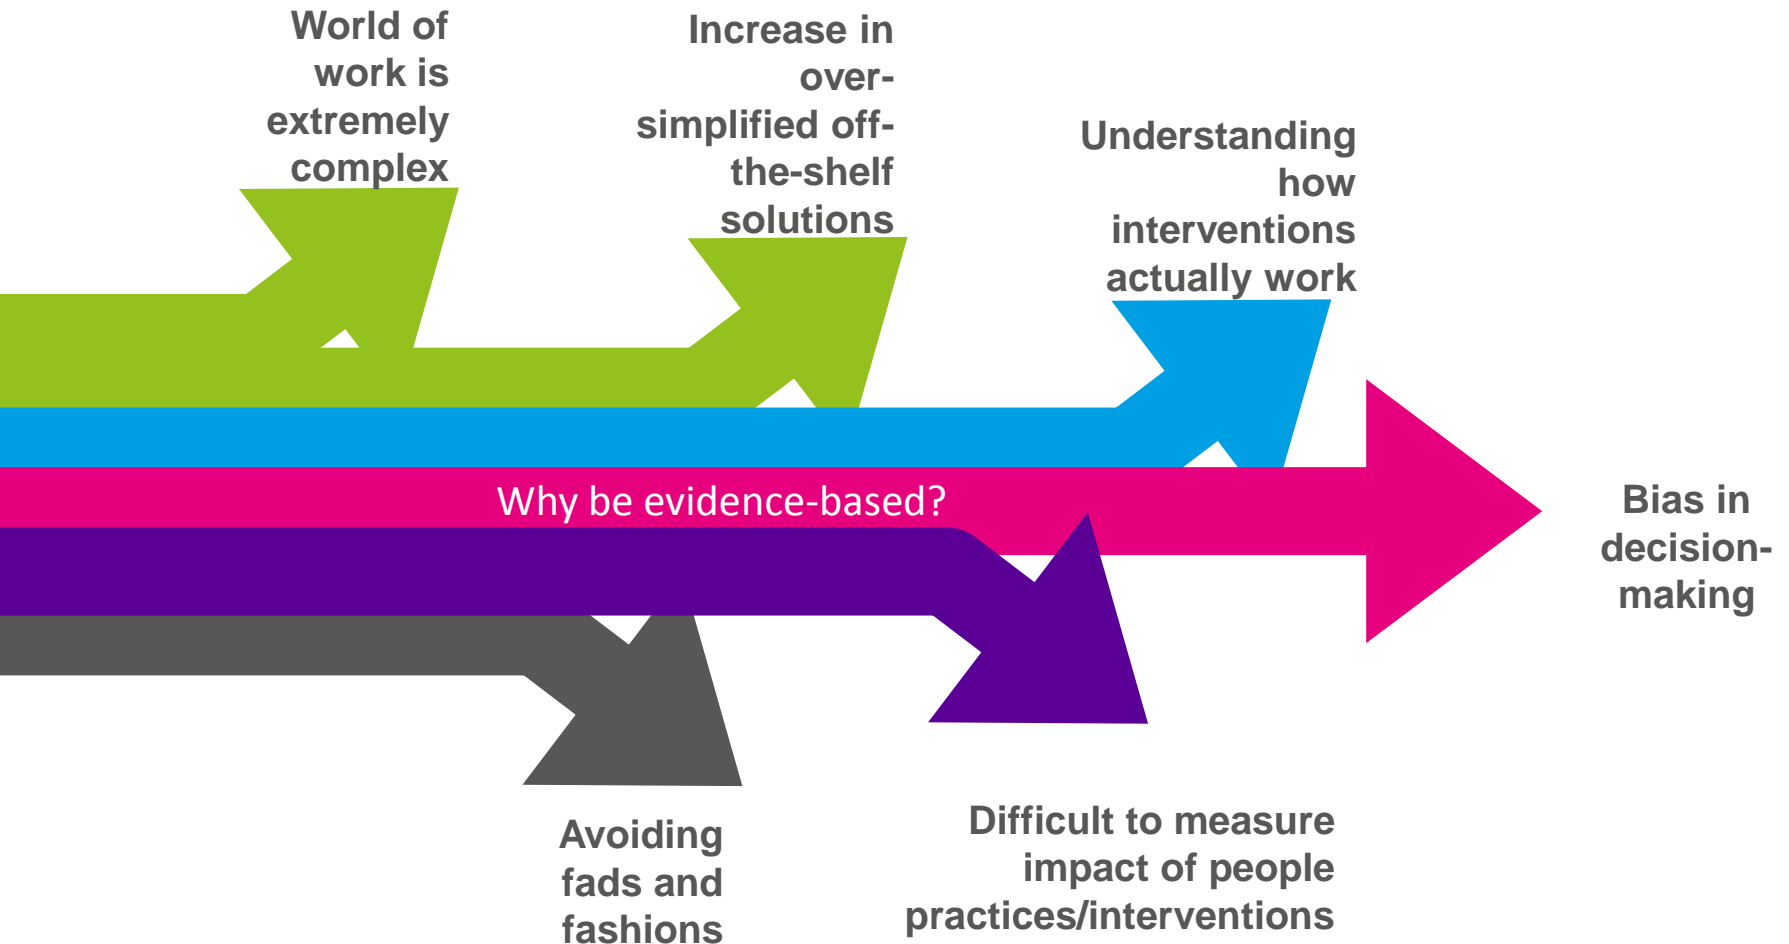 World of
work is
extremely
complex
Increase in
over-
simplified off-
the-shelf
solutions
Understanding
how
interventions
actually work
Why be evidence-based?
Bias in
decision-
making
Avoiding
fads and
fashions
Difficult to measure
impact of people
practices/interventions